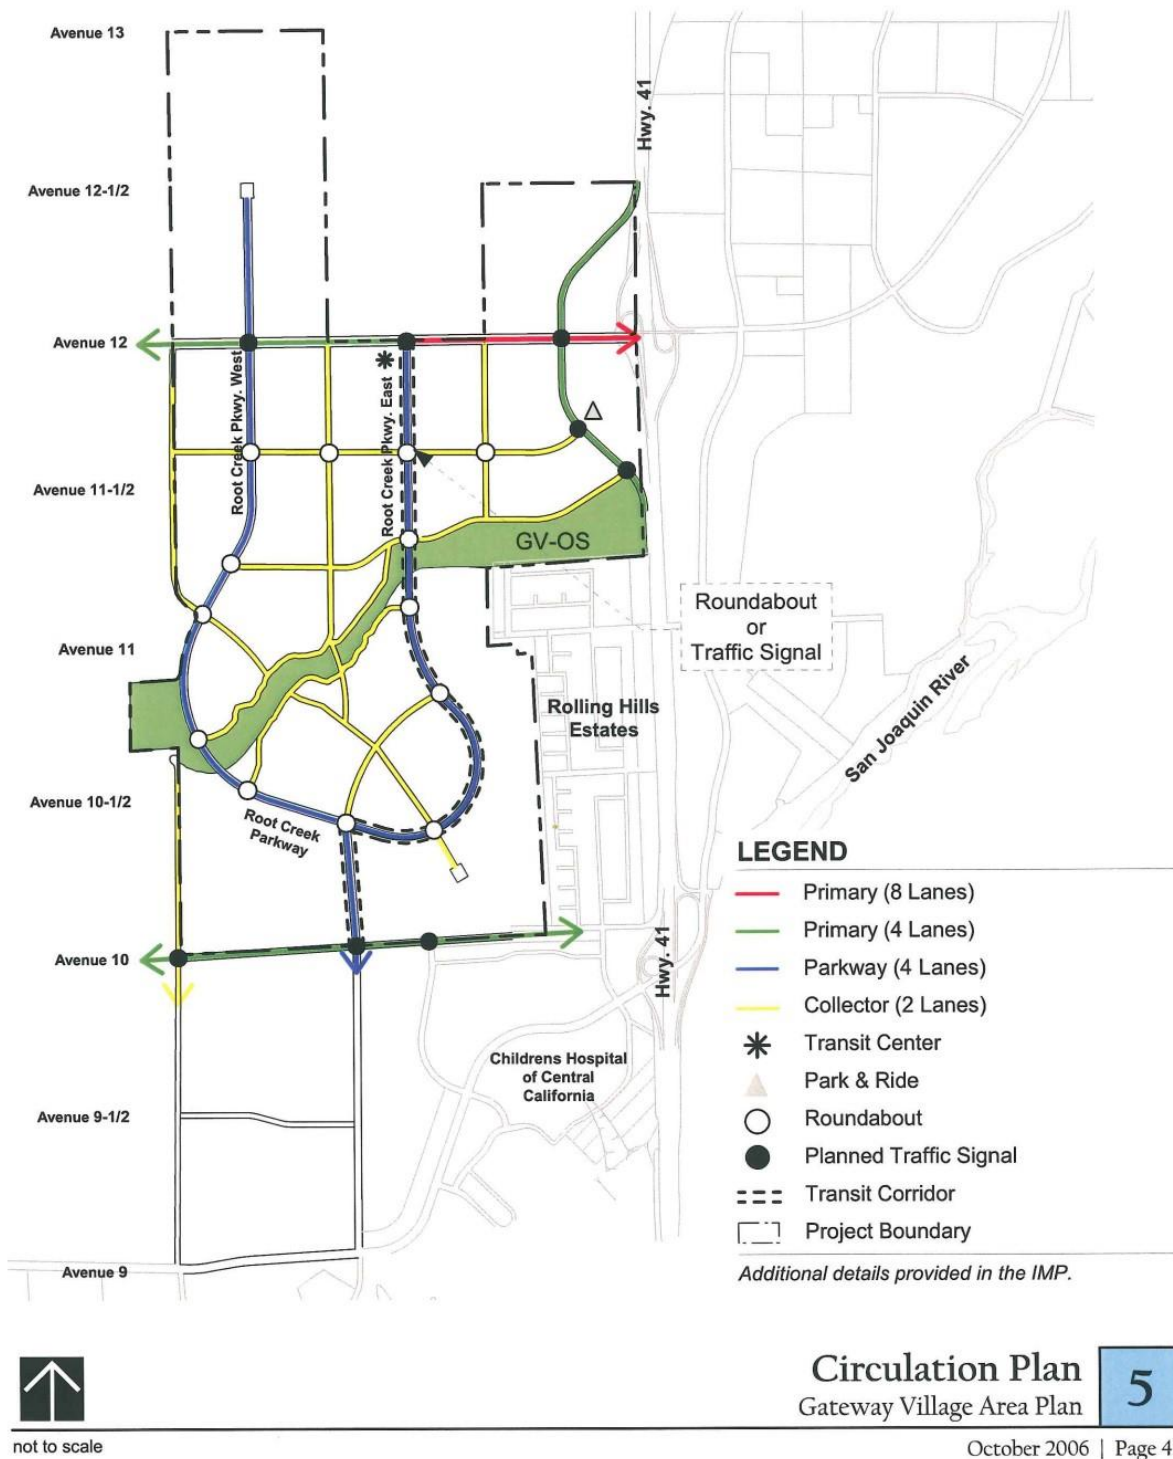 Avenue 13
Hwy. 41
Avenue 12-1/2
Avenue 12
Root Creek Pkwy. West
Root Creek Pkwy. East
Avenue 11-1/2
GV-OS
Roundabout
or
Traffic Signal
Avenue 11
San Joaquin River
Rolling Hills
Estates
Avenue 10-1/2
Root Creek
Parkway
LEGEND
Primary (8 Lanes)
Primary (4 Lanes)
Parkway (4 Lanes)
Collector (2 Lanes)
Transit Center
Park & Ride
Roundabout
Planned Traffic Signal
Transit Corridor
Project Boundary
Additional details provided in the IMP.
Avenue 10
Hwy. 41
Childrens Hospital
of Central
California
Avenue 9-1/2
Avenue 9
Circulation Plan
Gateway Village Area Plan
5
not to scale
October 2006 | Page 4